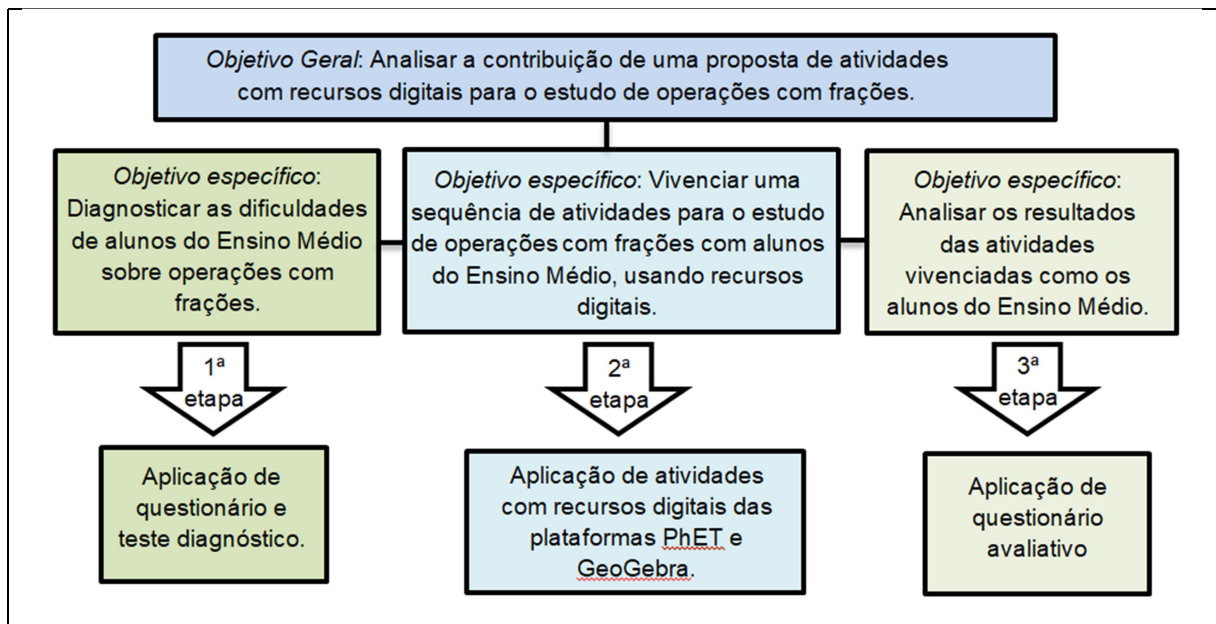 Objetivo Geral: Analisar a contribuição de uma proposta de atividades
com recursos digitais para o estudo de operações com frações.
Objetivo específico:
Diagnosticar as dificuldades
de alunos do Ensino Médio
sobre operações com
frações.
Objetivo específico: Vivenciar uma
sequência de atividades para o estudo
de operações com frações com alunos
do Ensino Médio, usando recursos
digitais.
Objetivo específico:
Analisar os resultados
das atividades
vivenciadas como os
alunos do Ensino Médio.
1ª
etapa
2ª
etapa
3ª
etapa
Aplicação de
questionário e
teste diagnóstico.
Aplicação de atividades
com recursos digitais das
plataformas PhET e
GeoGebra.
Aplicação de
questionário
avaliativo